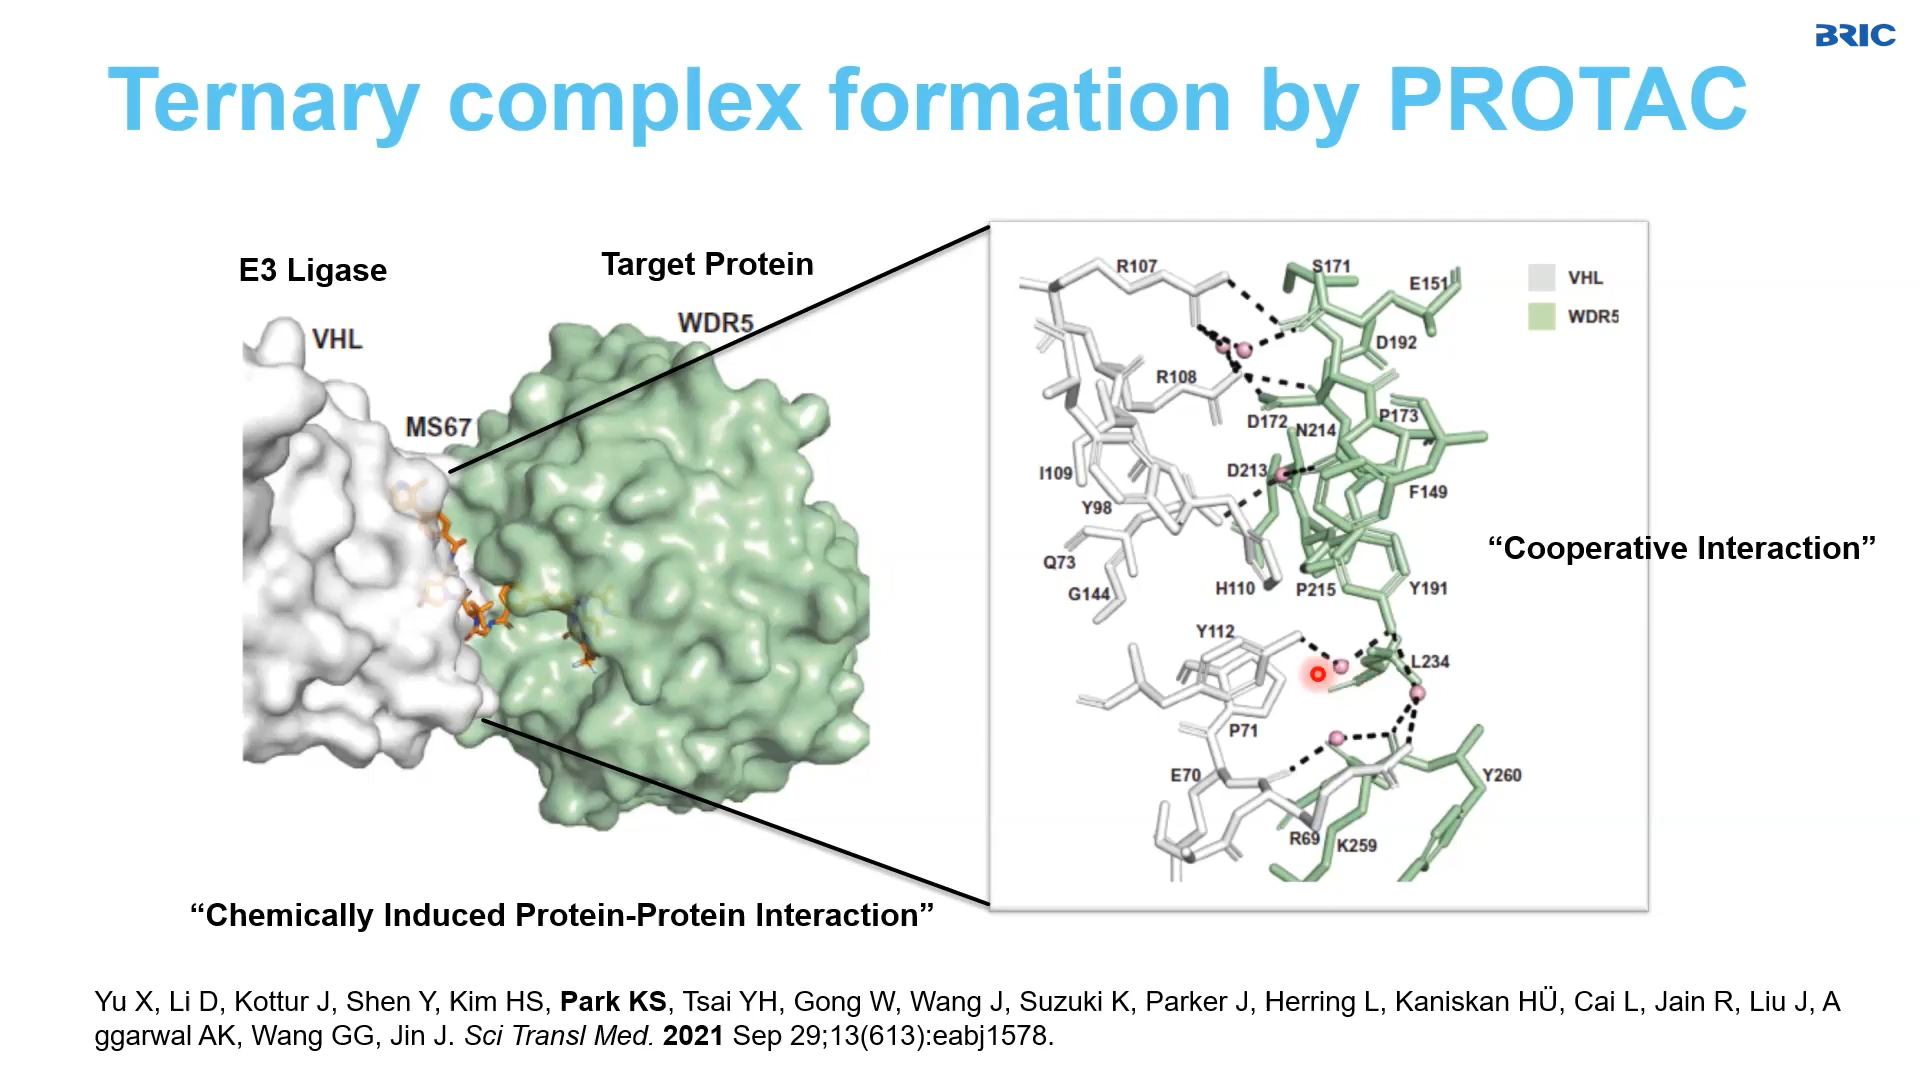 BRIC
Ternary complex formation by PROTAC
E3 Ligase
Target Protein
VHL
WDR5
MS67
R107
S171
E151
VHL
WDR5
D192
R108
D172
N214
P173
I109
D213
F149
Y98
Q73
G144
H110
P215
Y191
Y112
L234
P71
E70
Y260
R69
K259
“Cooperative Interaction”
“Chemically Induced Protein-Protein Interaction”
Yu X, Li D, Kottur J, Shen Y, Kim HS, Park KS, Tsai YH, Gong W, Wang J, Suzuki K, Parker J, Herring L, Kaniskan HÜ, Cai L, Jain R, Liu J, A
ggarwal AK, Wang GG, Jin J. Sci Transl Med. 2021 Sep 29;13(613):eabj1578.